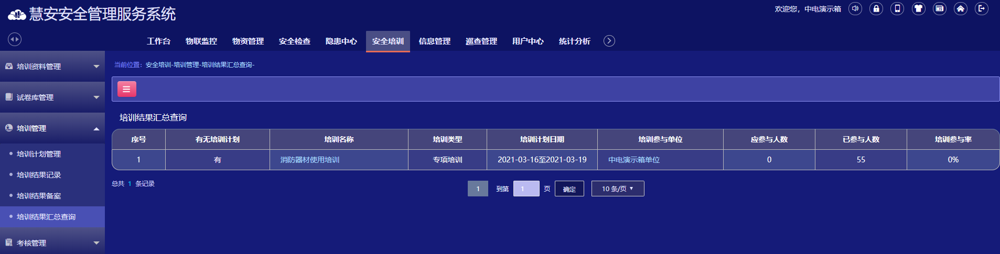 慧安安全管理服务系统
欢迎您，中电演示箱
工作台 物联监控 物资管理 安全检查 隐患中心 安全培训 信息管理 巡查管理 用户中心 统计分析
培训资料管理
试卷库管理
培训管理
培训计划管理
培训结果记录
培训结果备案
培训结果汇总查询
考核管理
当前位置：安全培训-培训管理-培训结果汇总查询-
培训结果汇总查询
序号 有无培训计划 培训名称 培训类型 培训计划日期 培训参与单位 应参与人数 已参与人数 培训参与率
1 有 消防器材使用培训 专项培训 2021-03-16至2021-03-19 中电演示箱单位 0 55 0%
总共 1 条记录
1 到第 1 页 确定 10 条/页